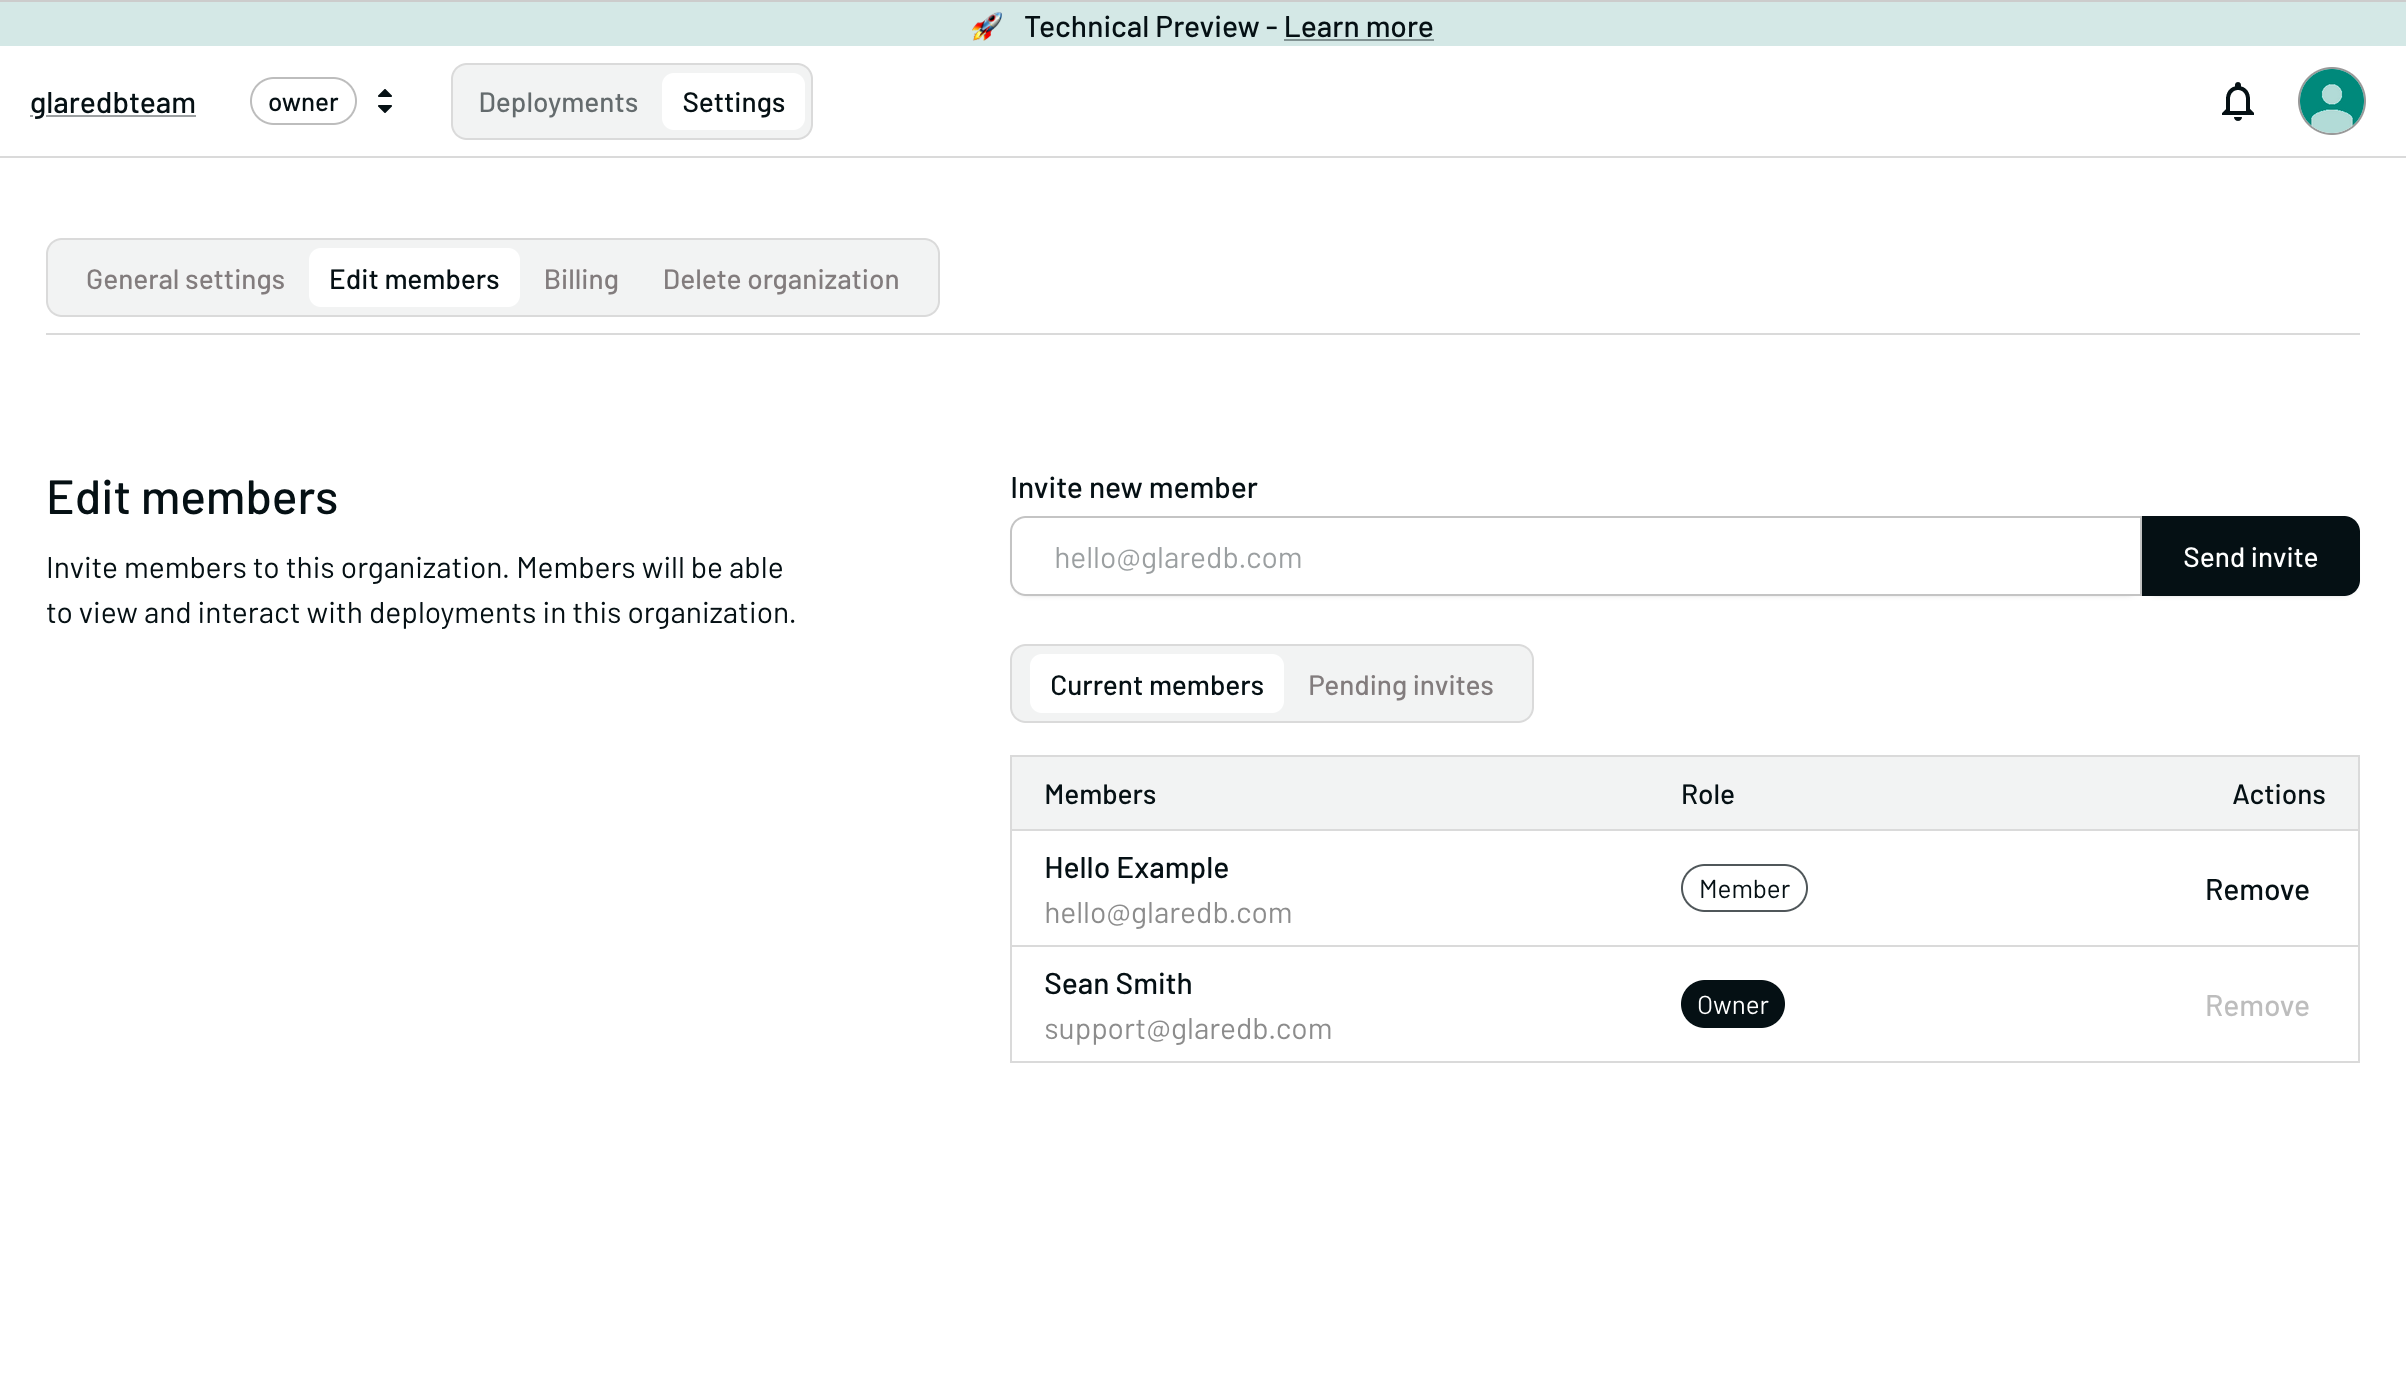 🚀 Technical Preview - Learn more
glaredbteam owner Deployments Settings
General settings Edit members Billing Delete organization
Edit members
Invite members to this organization. Members will be able
to view and interact with deployments in this organization.
Invite new member
hello@glaredb.com Send invite
Current members Pending invites
Members Role Actions
Hello Example
hello@glaredb.com
Member Remove
Sean Smith
support@glaredb.com
Owner Remove